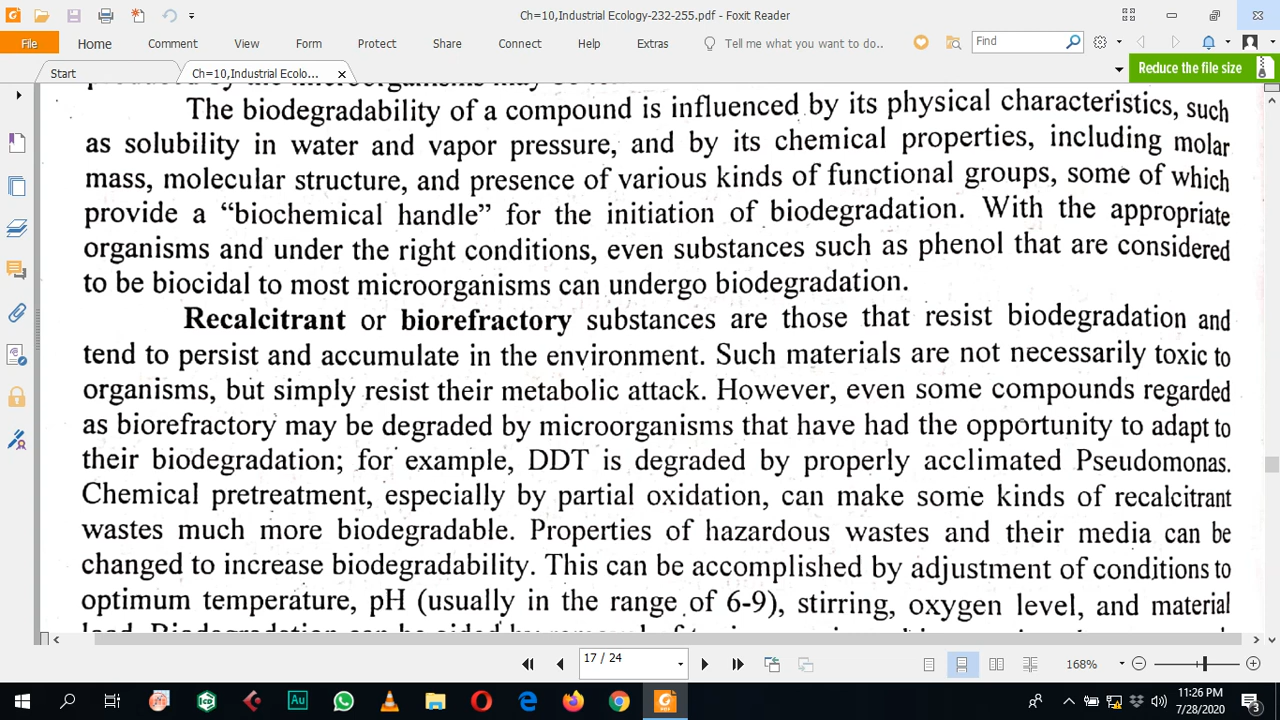 Ch=10,Industrial Ecology-232-255.pdf - Foxit Reader
File Home Comment View Form Protect Share Connect Help Extras Tell me what you want to do.. Find
Start Ch=10,Industrial Ecolo... Reduce the file size
The biodegradability of a compound is influenced by its physical characteristics, such
as solubility in water and vapor pressure, and by its chemical properties, including molar
mass, molecular structure, and presence of various kinds of functional groups, some of which
provide a “biochemical handle” for the initiation of biodegradation. With the appropriate
organisms and under the right conditions, even substances such as phenol that are considered
to be biocidal to most microorganisms can undergo biodegradation.
Recalcitrant or biorefractory substances are those that resist biodegradation and
tend to persist and accumulate in the environment. Such materials are not necessarily toxic to
organisms, but simply resist their metabolic attack. However, even some compounds regarded
as biorefractory may be degraded by microorganisms that have had the opportunity to adapt to
their biodegradation; for example, DDT is degraded by properly acclimated Pseudomonas.
Chemical pretreatment, especially by partial oxidation, can make some kinds of recalcitrant
wastes much more biodegradable. Properties of hazardous wastes and their media can be
changed to increase biodegradability. This can be accomplished by adjustment of conditions to
optimum temperature, pH (usually in the range of 6-9), stirring, oxygen level, and material
17 / 24 168%
Au 11:26 PM
7/28/2020 3